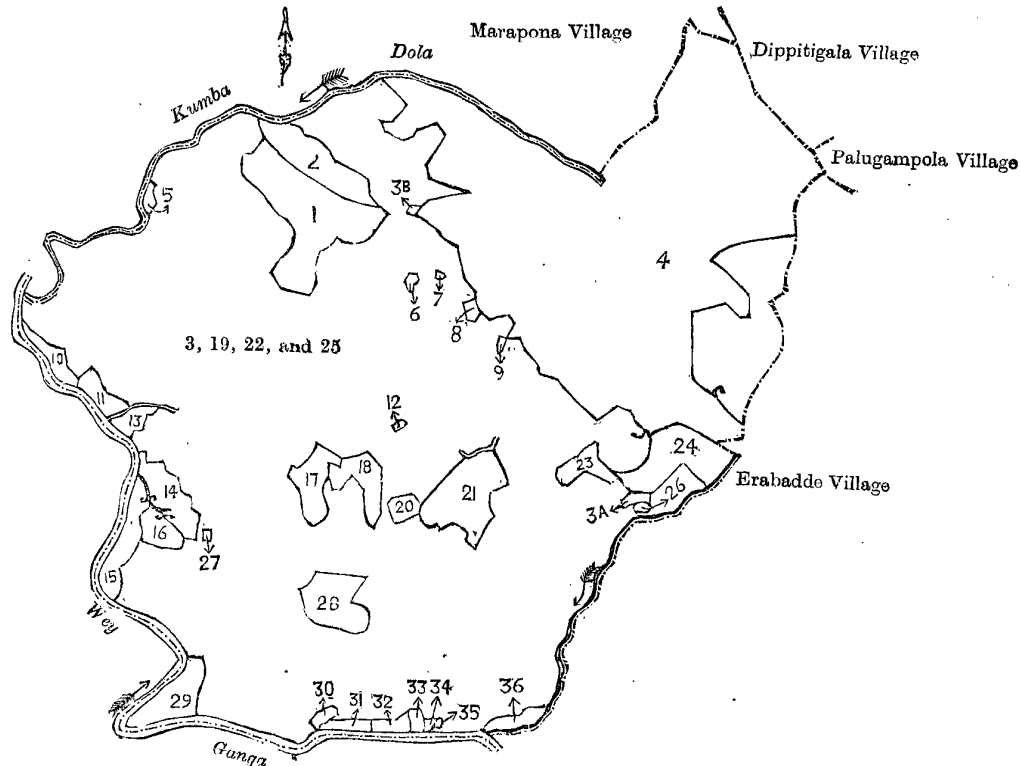 Marapona Village
Dola
Dippitigala Village
Kumba
Palugampola Village
2
5
3B
1
4
6
7
8
3, 19, 22, and 25
9
10
11
12
13
24
17
18
23
14
21
Erabadde Village
20
26
3A
16
27
15
28
Wey
30
31
32
33
34
36
35
29
Ganga